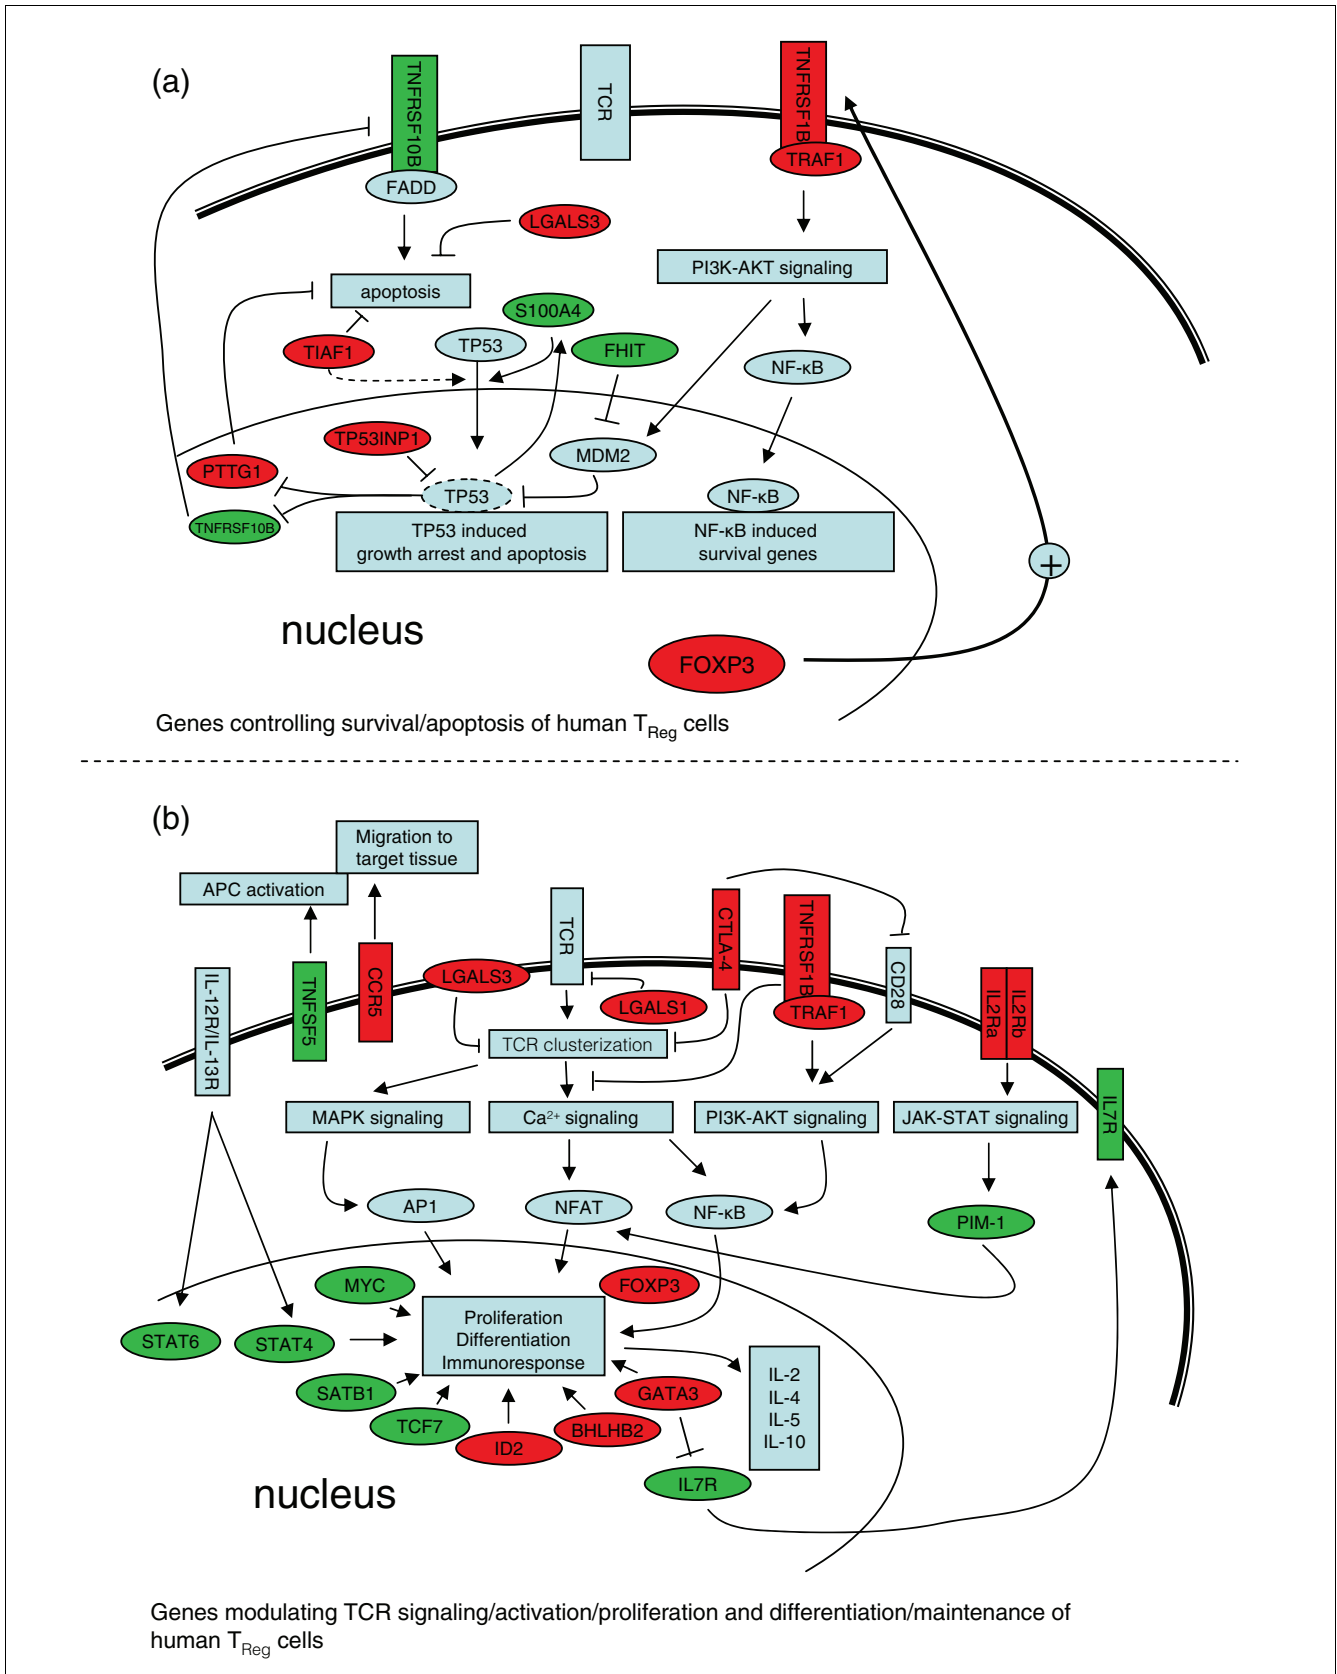 (a)
TNFRSF10B
TCR
TNFRSF1B
TRAF1
FADD
LGALS3
PI3K-AKT signaling
apoptosis
S100A4
TP53
FHIT
TIAF1
NF-κB
TP53INP1
MDM2
PTTG1
TP53
NF-κB
TNFRSF10B
TP53 induced
growth arrest and apoptosis
NF-κB induced
survival genes
+
nucleus
FOXP3
Genes controlling survival/apoptosis of human TReg cells
(b)
Migration to
target tissue
APC activation
TCR
CTLA-4
TNFRSF1B
CD28
IL-12R/IL-13R
TNFSF5
CCR5
LGALS3
LGALS1
TRAF1
IL2Ra
IL2Rb
TCR clusterization
IL7R
MAPK signaling
Ca2+ signaling
PI3K-AKT signaling
JAK-STAT signaling
AP1
NFAT
NF-κB
PIM-1
MYC
FOXP3
STAT6
STAT4
Proliferation
Differentiation
Immunoresponse
SATB1
TCF7
ID2
BHLHB2
GATA3
IL-2
IL-4
IL-5
IL-10
IL7R
nucleus
Genes modulating TCR signaling/activation/proliferation and differentiation/maintenance of
human TReg cells